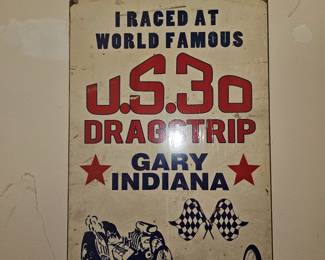 I RACED AT
WORLD FAMOUS
U.S.30
DRAGSTRIP
GARY
INDIANA